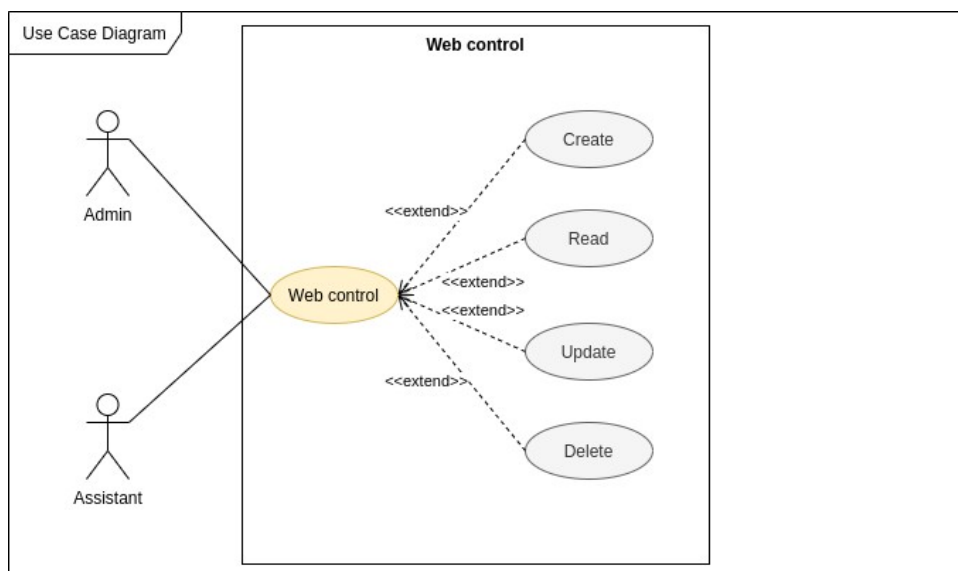 Use Case Diagram
Web control
Admin
Assistant
Web control
<<extend>>
<<extend>>
<<extend>>
<<extend>>
Create
Read
Update
Delete